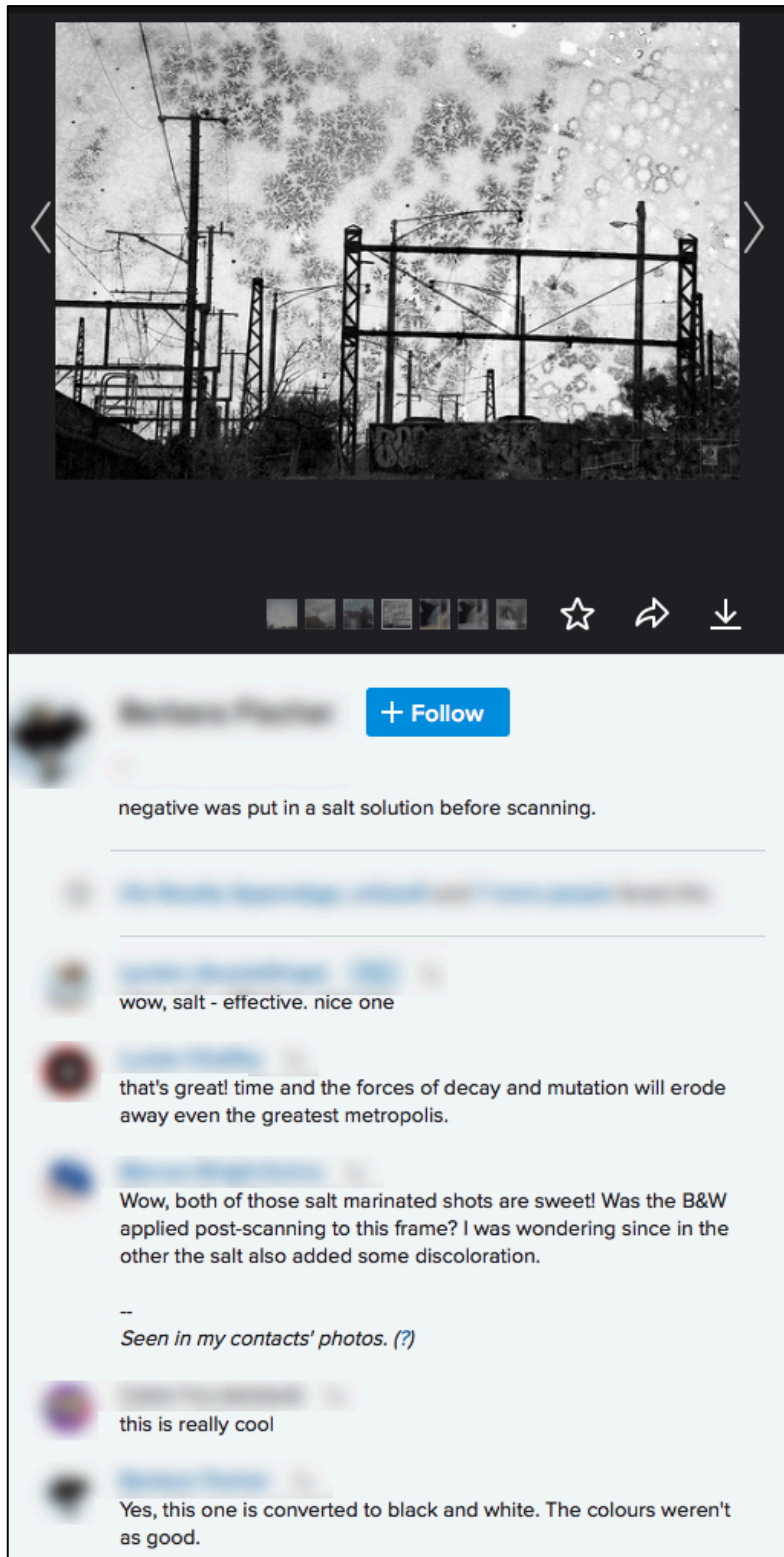 + Follow
negative was put in a salt solution before scanning.
wow, salt - effective. nice one
that's great! time and the forces of decay and mutation will erode
away even the greatest metropolis.
Wow, both of those salt marinated shots are sweet! Was the B&W
applied post-scanning to this frame? I was wondering since in the
other the salt also added some discoloration.
--
Seen in my contacts' photos. (?)
this is really cool
Yes, this one is converted to black and white. The colours weren't
as good.